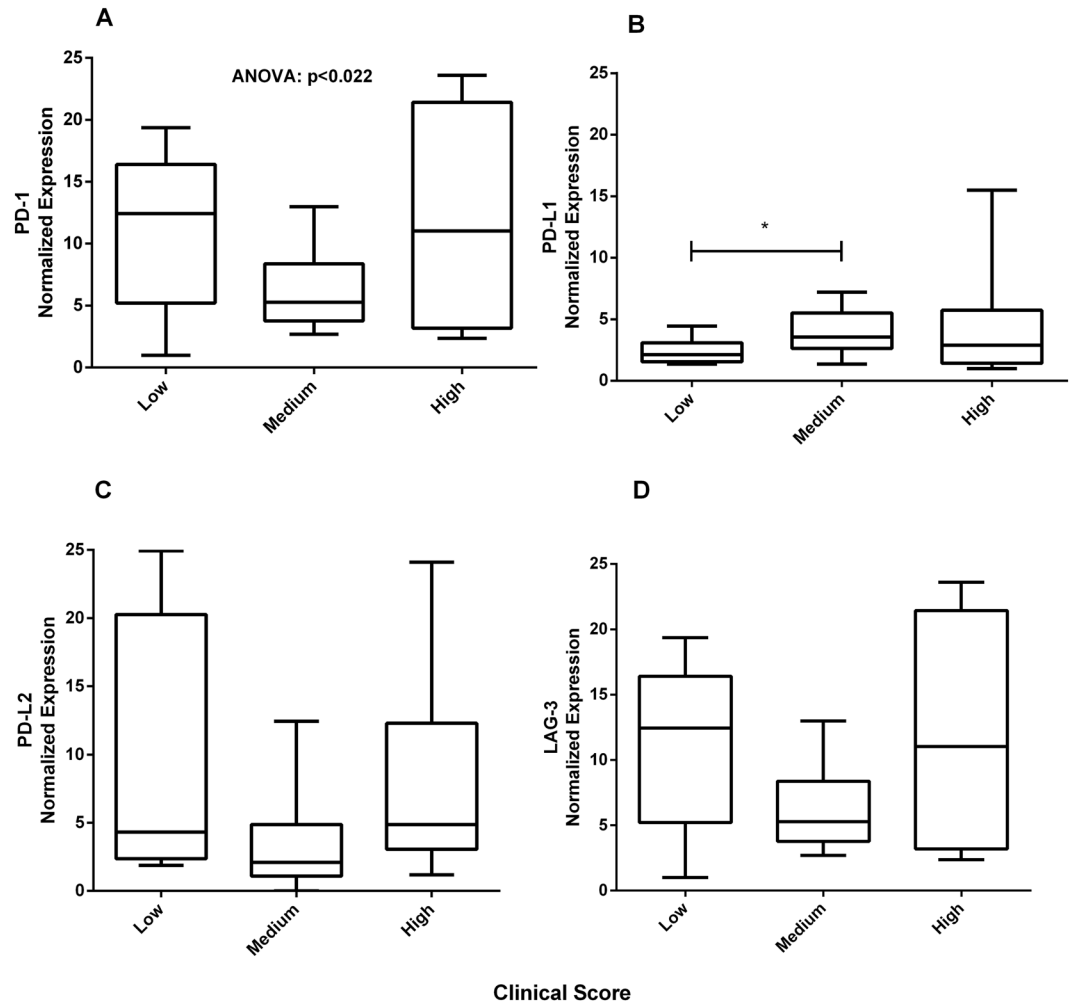 A
PD-1
Normalized Expression
25
20
15
10
5
0
ANOVA: p<0.022
Low
Medium
High
B
PD-L1
Normalized Expression
25
20
15
10
5
0
*
Low
Medium
High
C
PD-L2
Normalized Expression
25
20
15
10
5
0
Low
Medium
High
D
LAG-3
Normalized Expression
25
20
15
10
5
0
Low
Medium
High
Clinical Score